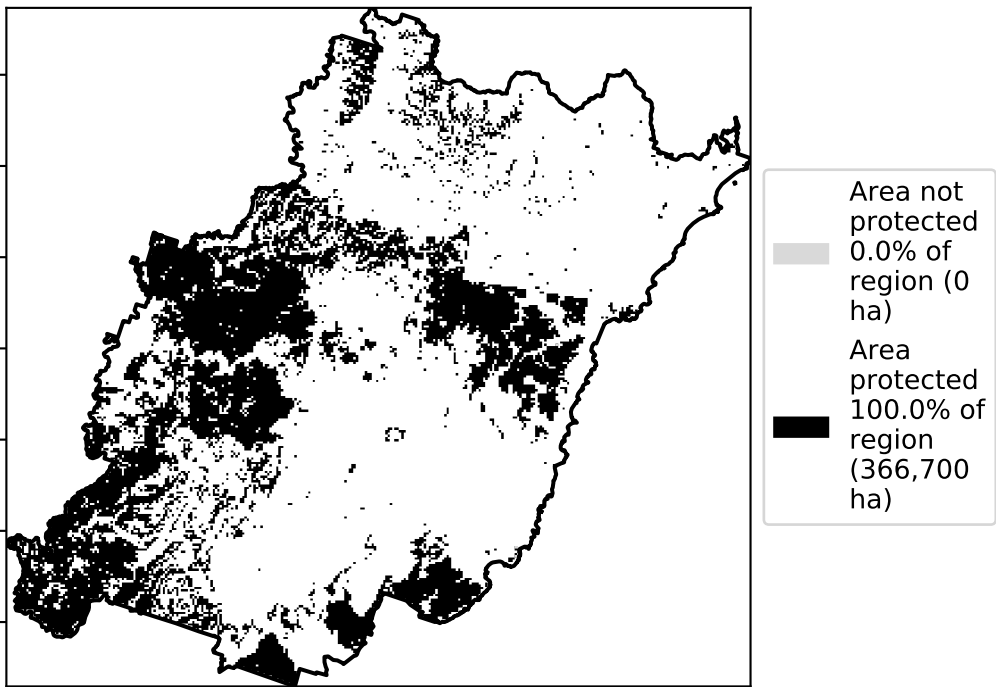 Area not
protected
0.0% of
region (0
ha)
Area
protected
100.0% of
region
(366,700
ha)